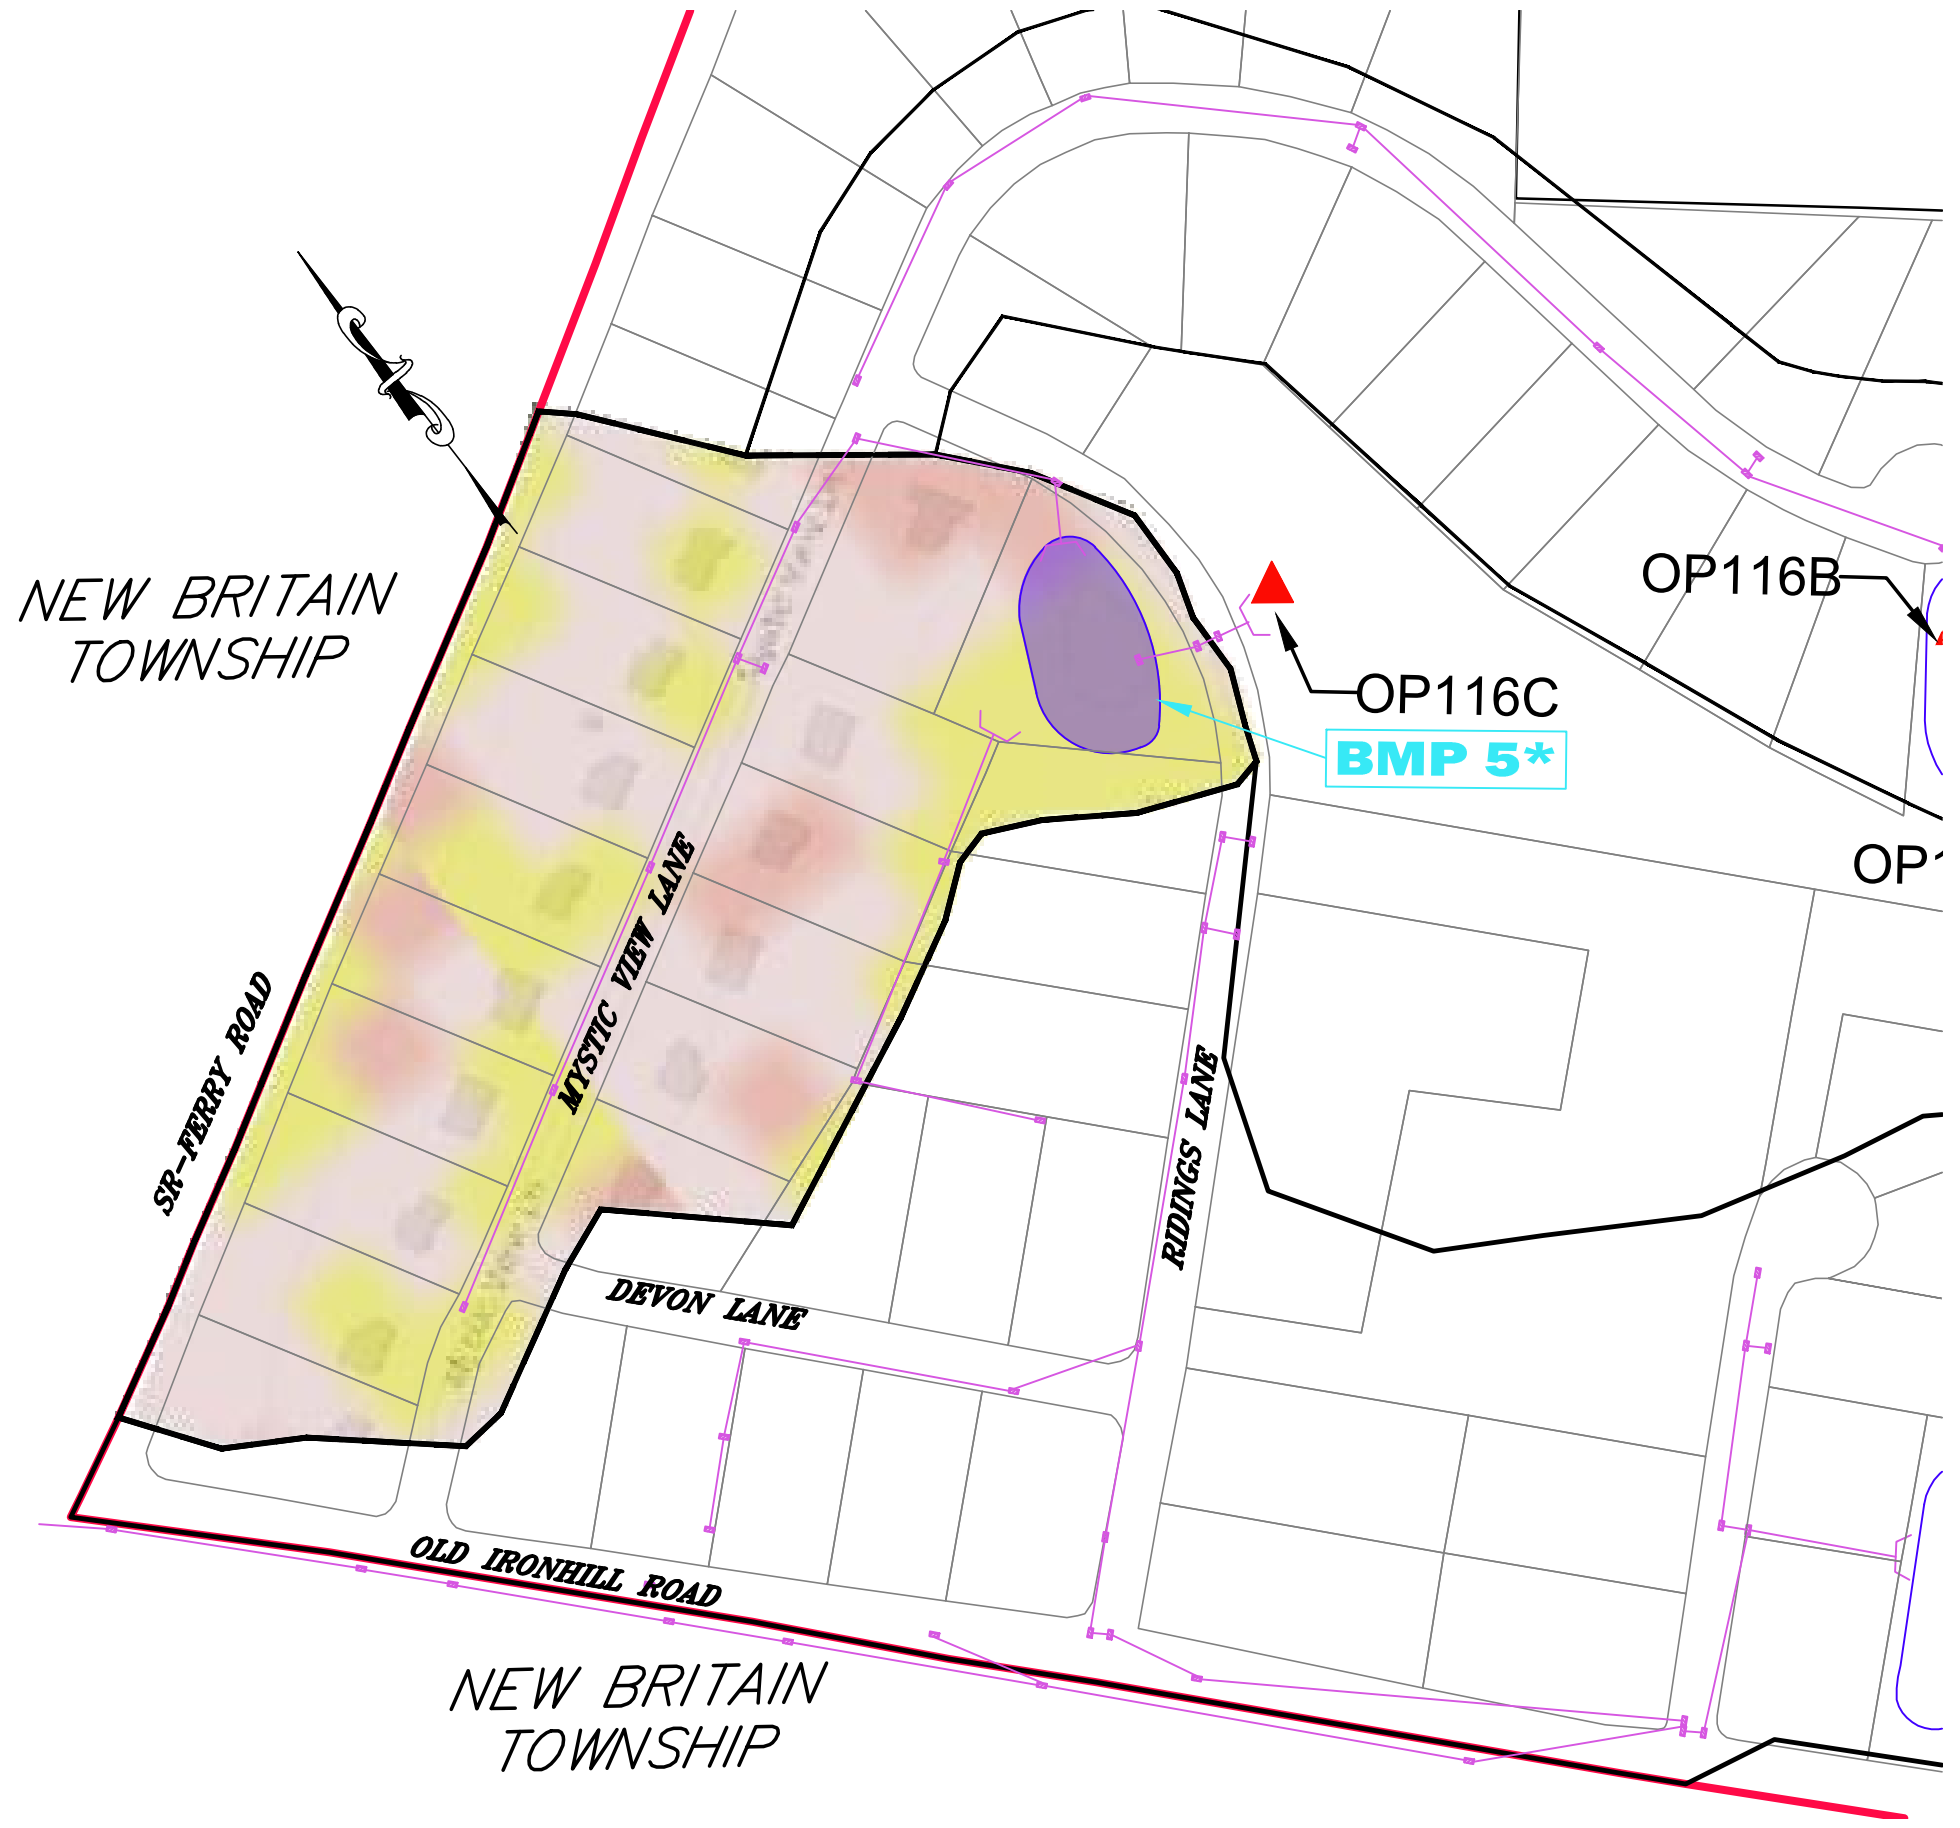 NEW BRITAIN
TOWNSHIP
OP116B
OP116C
BMP 5*
OP1
MYSTIC VIEW LANE
SR-FERRY ROAD
RIDINGS LANE
DEVON LANE
OLD IRONHILL ROAD
NEW BRITAIN
TOWNSHIP